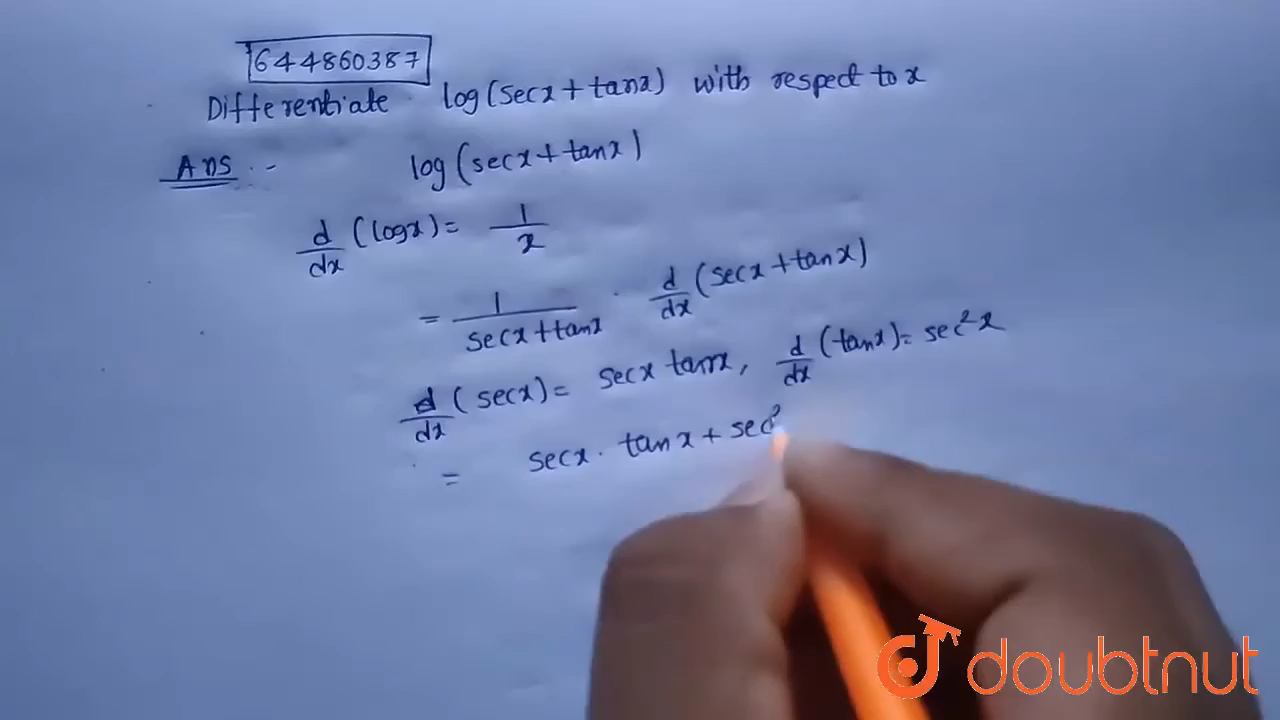 644860387
Differentiate log(secx+tanx) with respect to x
Ans :- log(secx+tanx)
d/dx (logx) = 1/x
= 1/secx+tanx · d/dx (secx+tanx)
d/dx (secx) = secx tanx, d/dx (tanx) = sec²x
= secx · tanx + sec²
doubtnut